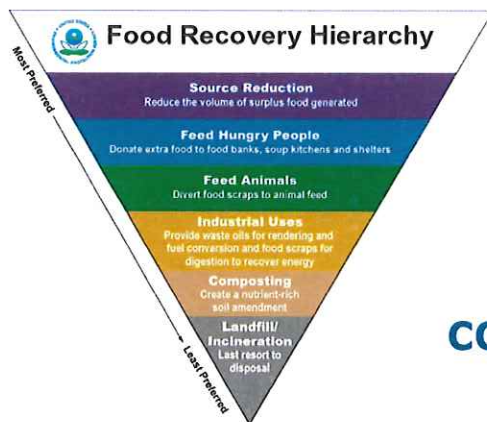 Food Recovery Hierarchy
Most Preferred
Source Reduction
Reduce the volume of surplus food generated
Feed Hungry People
Donate extra food to food banks, soup kitchens and shelters
Feed Animals
Divert food scraps to animal feed
Industrial Uses
Provide waste oils for rendering and
fuel conversion and food scraps for
digestion to recover energy
Composting
Create a nutrient-rich
soil amendment
Landfill/
Incineration
Last resort to
disposal
Least Preferred